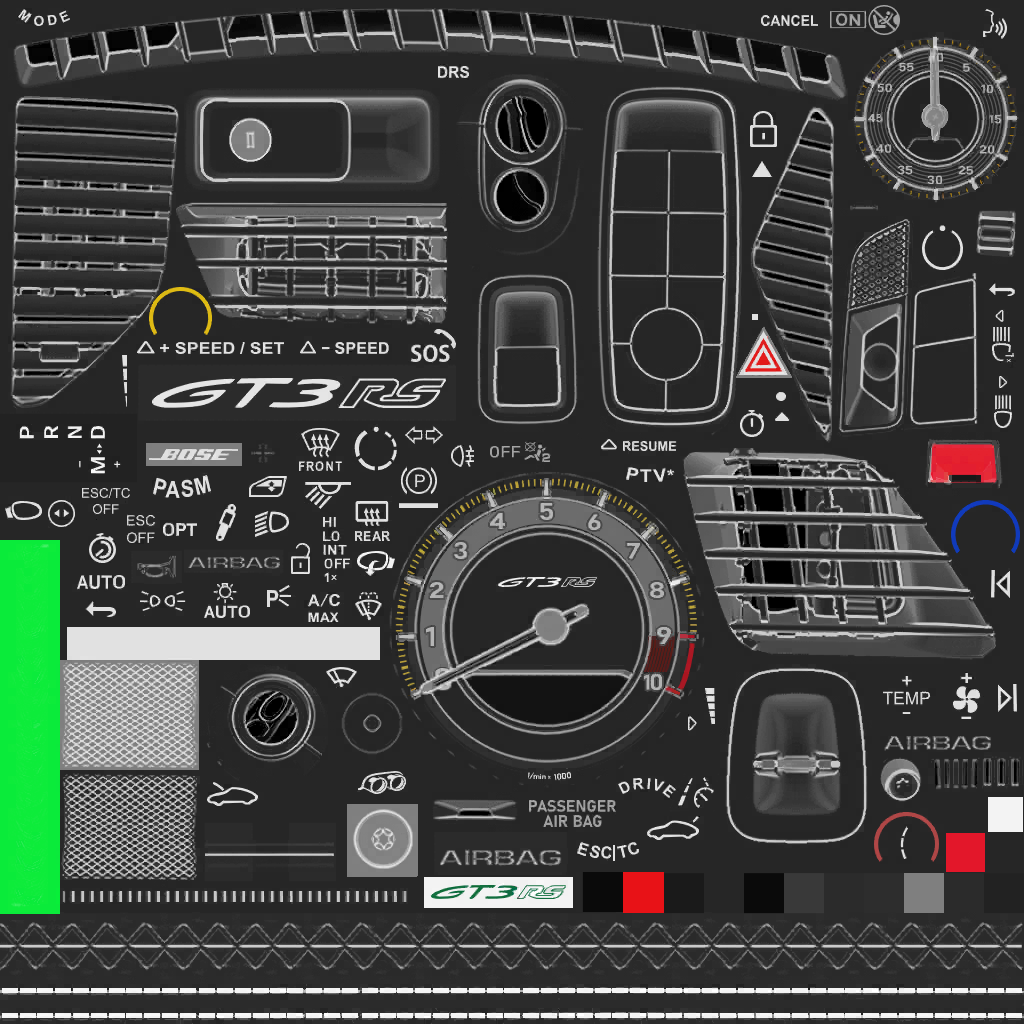 MODE
CANCEL ON
DRS
60
55 5
50 10
45 15
40 20
35 25
30
+ SPEED / SET - SPEED
SOS
GT3 RS
P R N D
M
- +
BOSE
FRONT
P
OFF
RESUME
PTV*
ESC/TC
OFF
PASM
ESC
OFF
OPT
HI
LO
INT
OFF
1×
REAR
AUTO
AIRBAG
AUTO
P
A/C
MAX
0
1
2
3
4
5
6
7
8
9
10
GT3 RS
1/min × 1000
+
TEMP
-
+
-
AIRBAG
DRIVE
PASSENGER
AIR BAG
ESC|TC
AIRBAG
GT3 RS